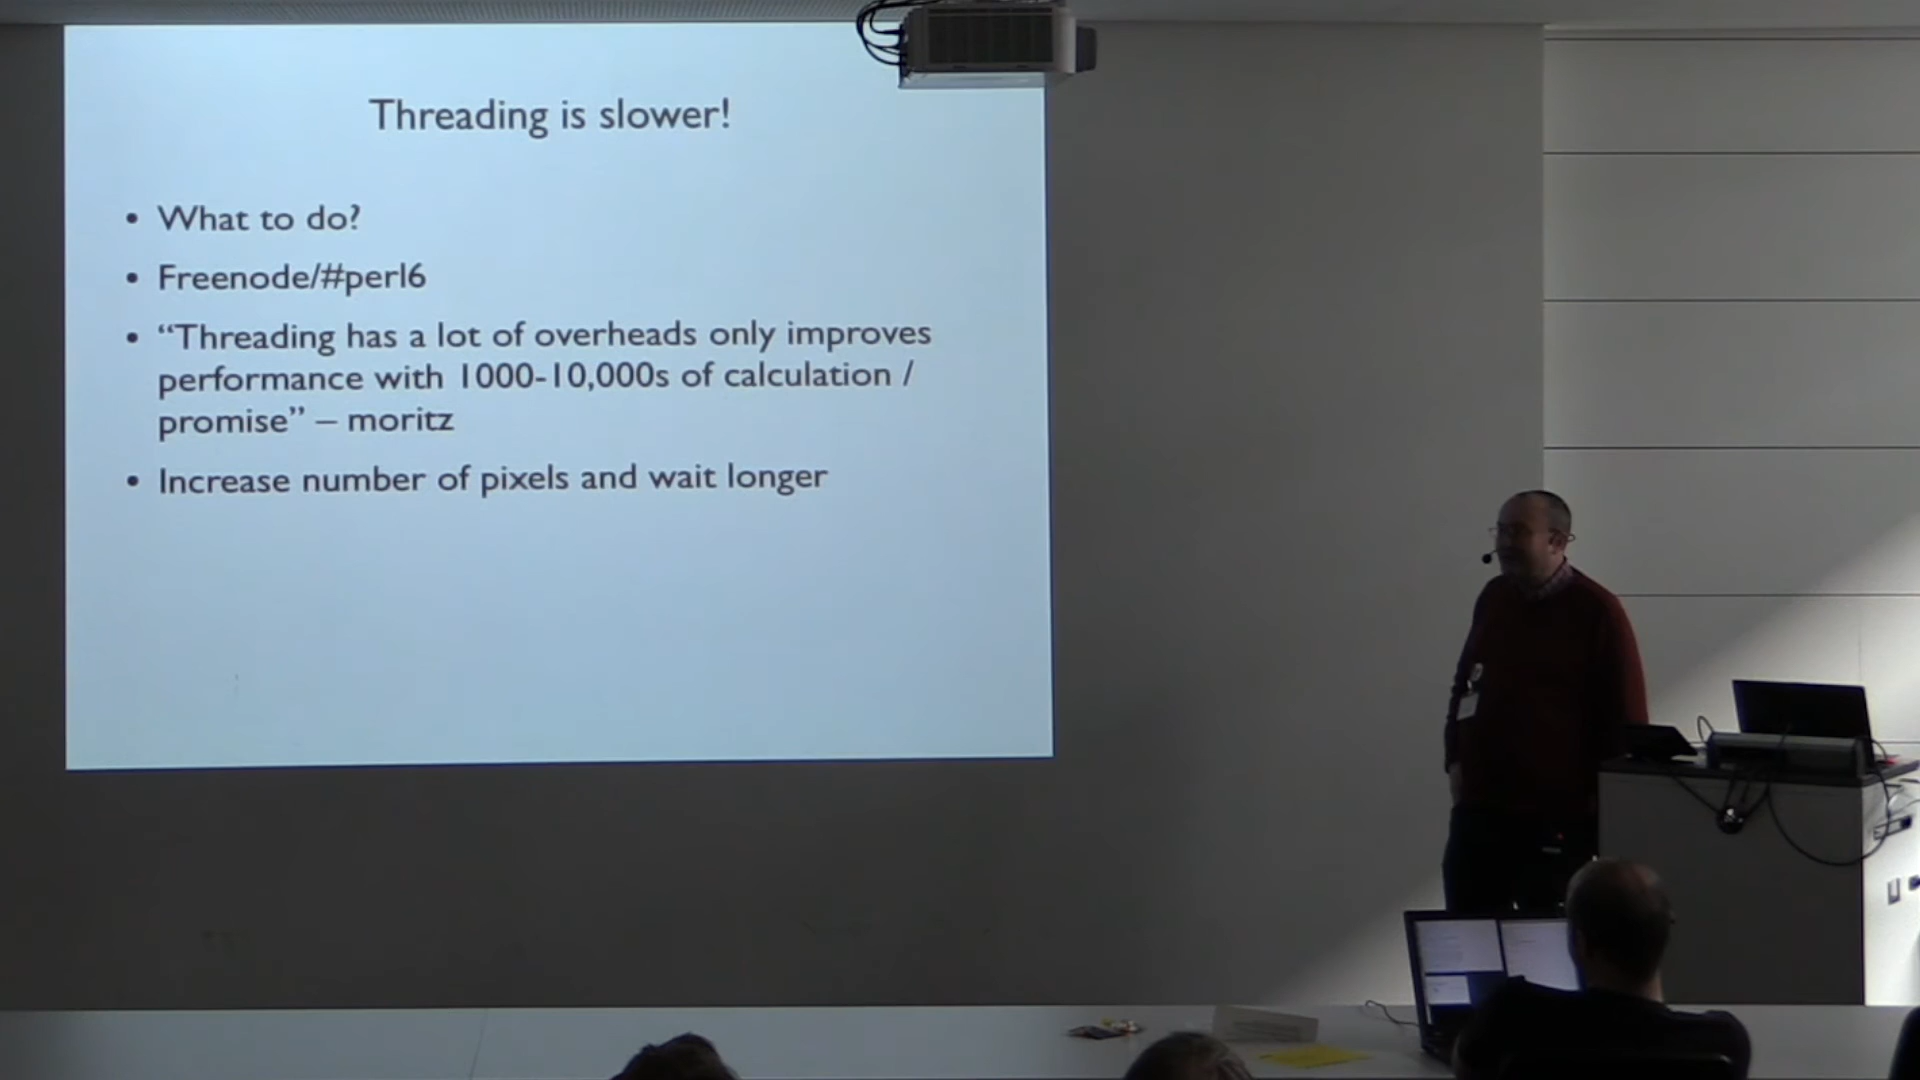 Threading is slower!
• What to do?
• Freenode/#perl6
• “Threading has a lot of overheads only improves
performance with 1000-10,000s of calculation /
promise” – moritz
• Increase number of pixels and wait longer